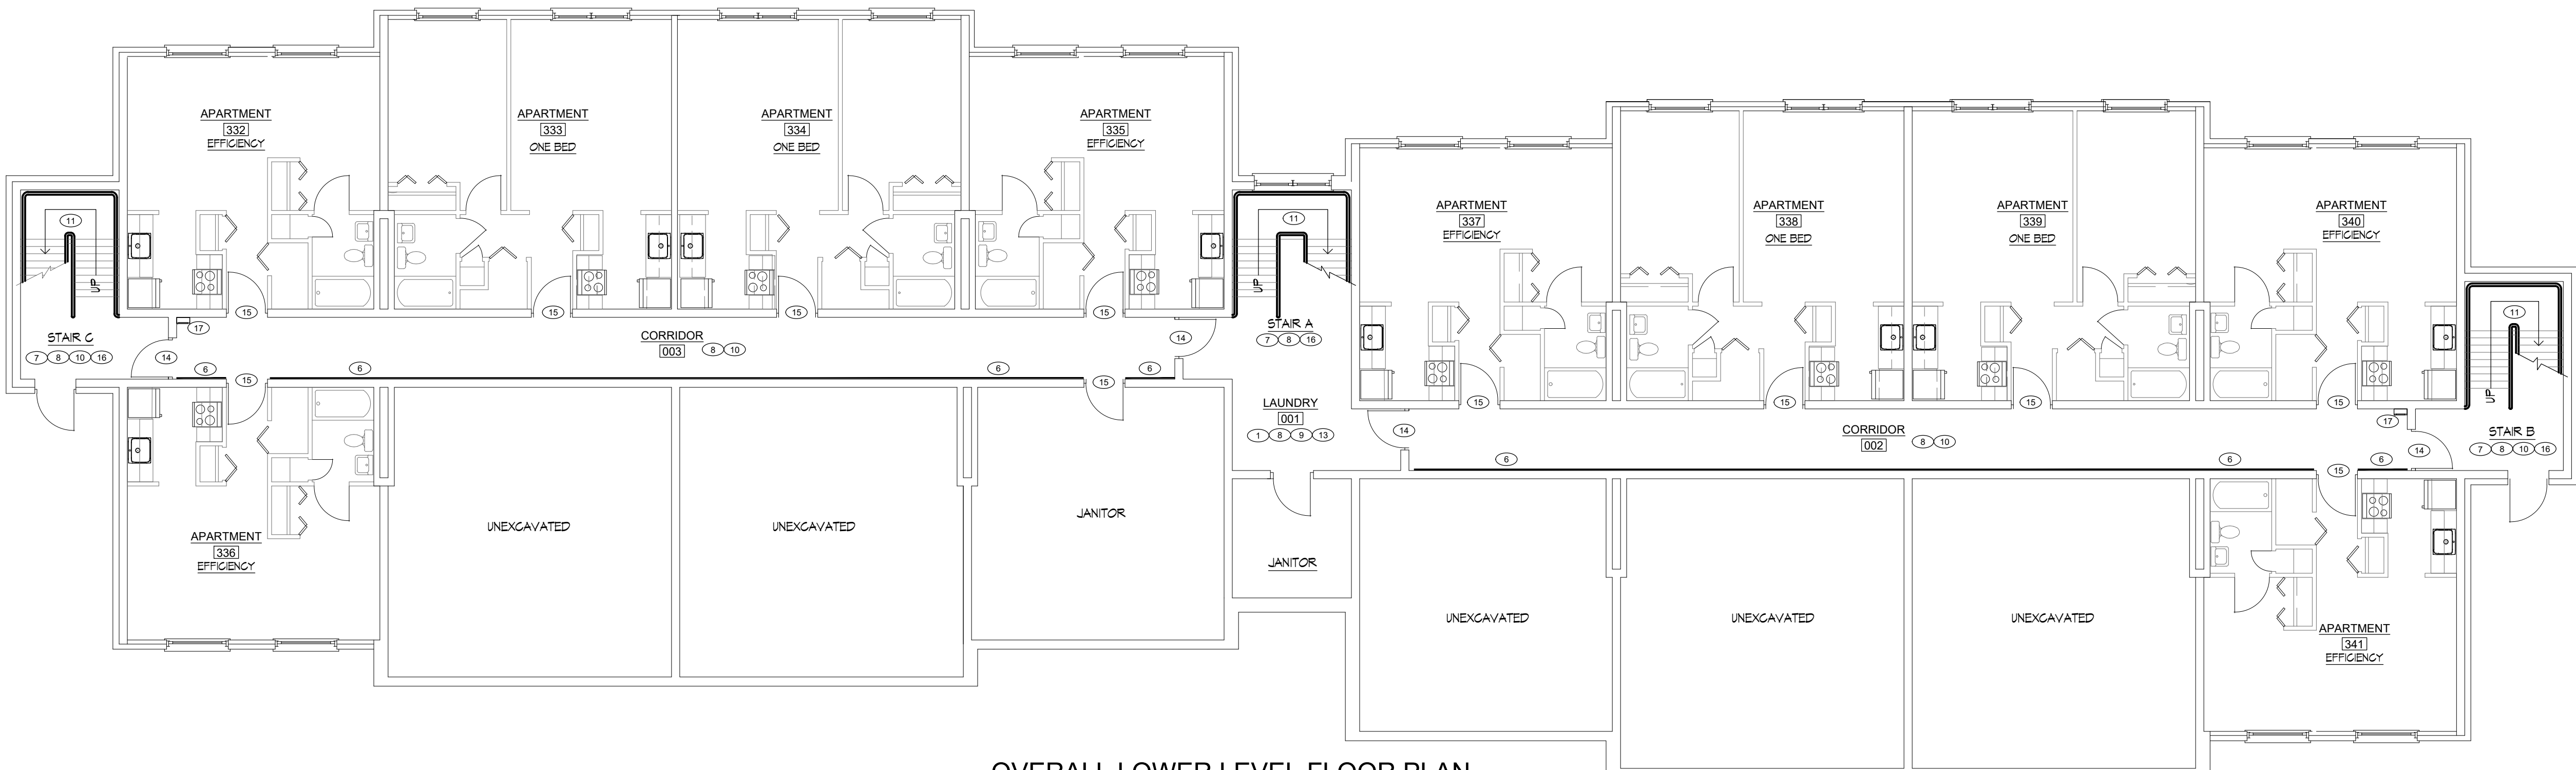 APARTMENT
332
EFFICIENCY
APARTMENT
333
ONE BED
APARTMENT
334
ONE BED
APARTMENT
335
EFFICIENCY
11
UP
STAIR C
7 8 10 16
17
14
15
15
15
15
CORRIDOR
003
8 10
14
6
15
6
6
15
6
APARTMENT
336
EFFICIENCY
UNEXCAVATED
UNEXCAVATED
JANITOR
11
UP
STAIR A
7 8 16
LAUNDRY
001
1 8 9 13
JANITOR
APARTMENT
337
EFFICIENCY
APARTMENT
338
ONE BED
APARTMENT
339
ONE BED
APARTMENT
340
EFFICIENCY
15
15
15
15
14
CORRIDOR
002
8 10
17
14
6
6
15
6
11
UP
STAIR B
7 8 10 16
UNEXCAVATED
UNEXCAVATED
UNEXCAVATED
APARTMENT
341
EFFICIENCY
OVERALL LOWER LEVEL FLOOR PLAN